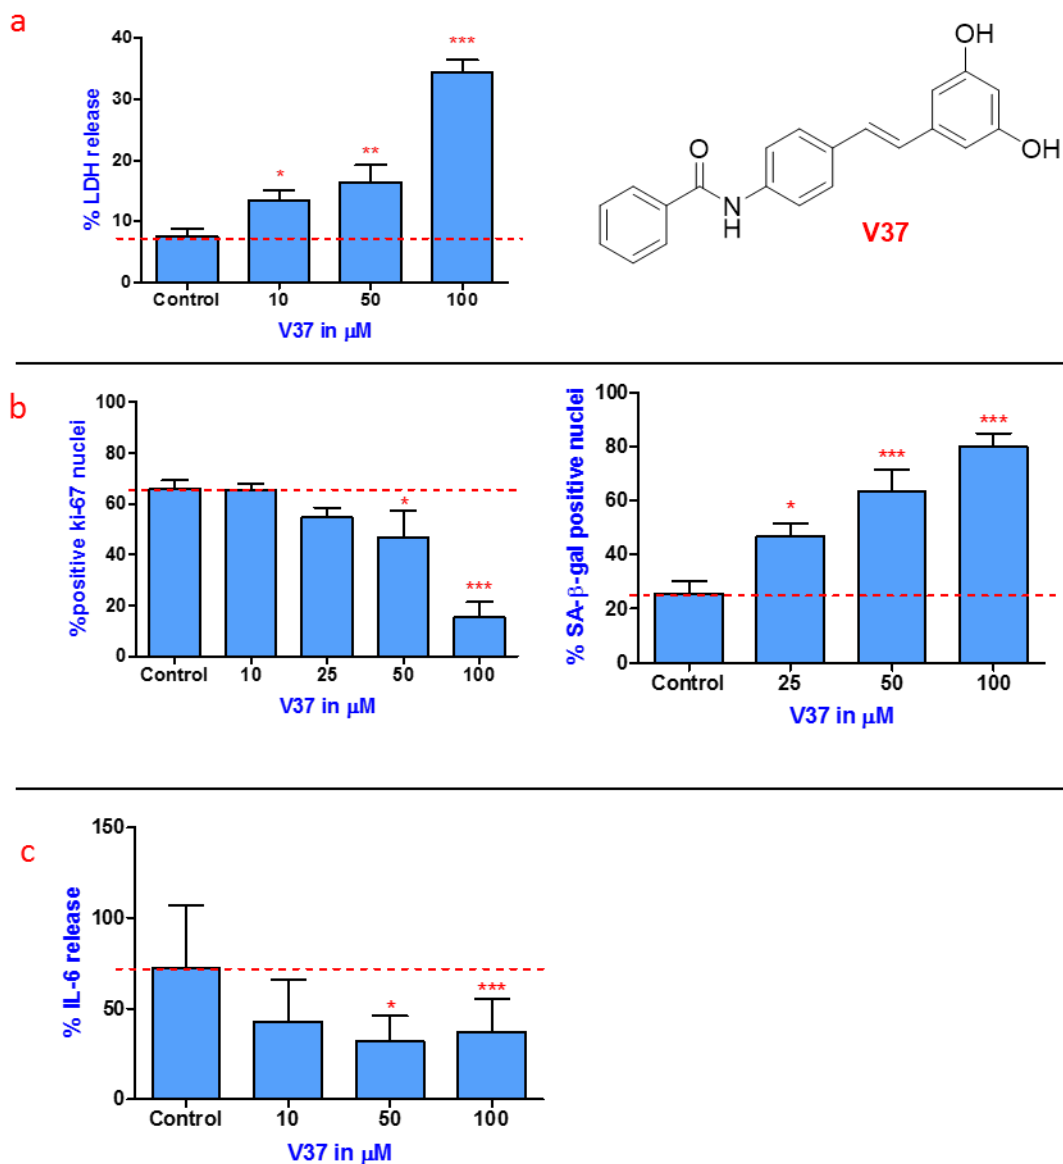 a
% LDH release
40
30
20
10
0
*
**
***
Control 10 50 100
V37 in μM
OH
OH
O
N
H
V37
b
%positive ki-67 nuclei
100
80
60
40
20
0
*
***
Control 10 25 50 100
V37 in μM
% SA-β-gal positive nuclei
100
80
60
40
20
0
*
***
***
Control 25 50 100
V37 in μM
c
% IL-6 release
150
100
50
0
*
***
Control 10 50 100
V37 in μM